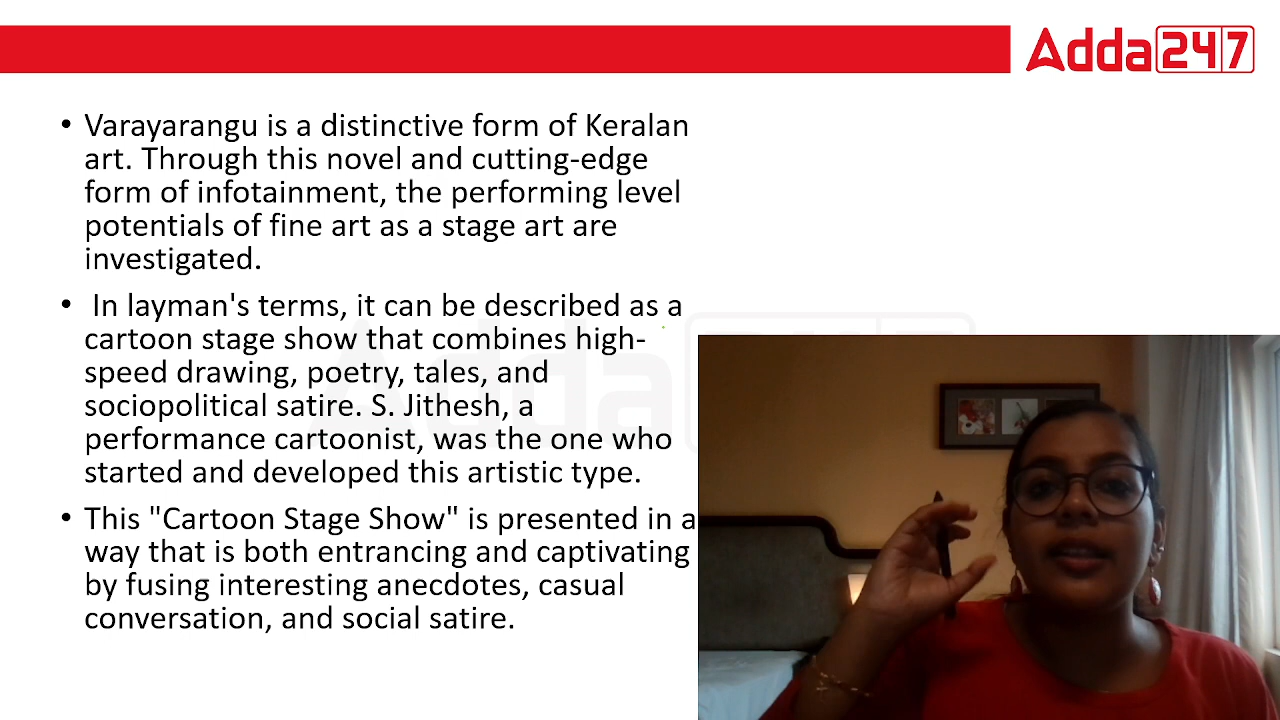 Adda247
• Varayarangu is a distinctive form of Keralan
art. Through this novel and cutting-edge
form of infotainment, the performing level
potentials of fine art as a stage art are
investigated.
• In layman's terms, it can be described as a
cartoon stage show that combines high-
speed drawing, poetry, tales, and
sociopolitical satire. S. Jithesh, a
performance cartoonist, was the one who
started and developed this artistic type.
• This "Cartoon Stage Show" is presented in a
way that is both entrancing and captivating
by fusing interesting anecdotes, casual
conversation, and social satire.
Adda247